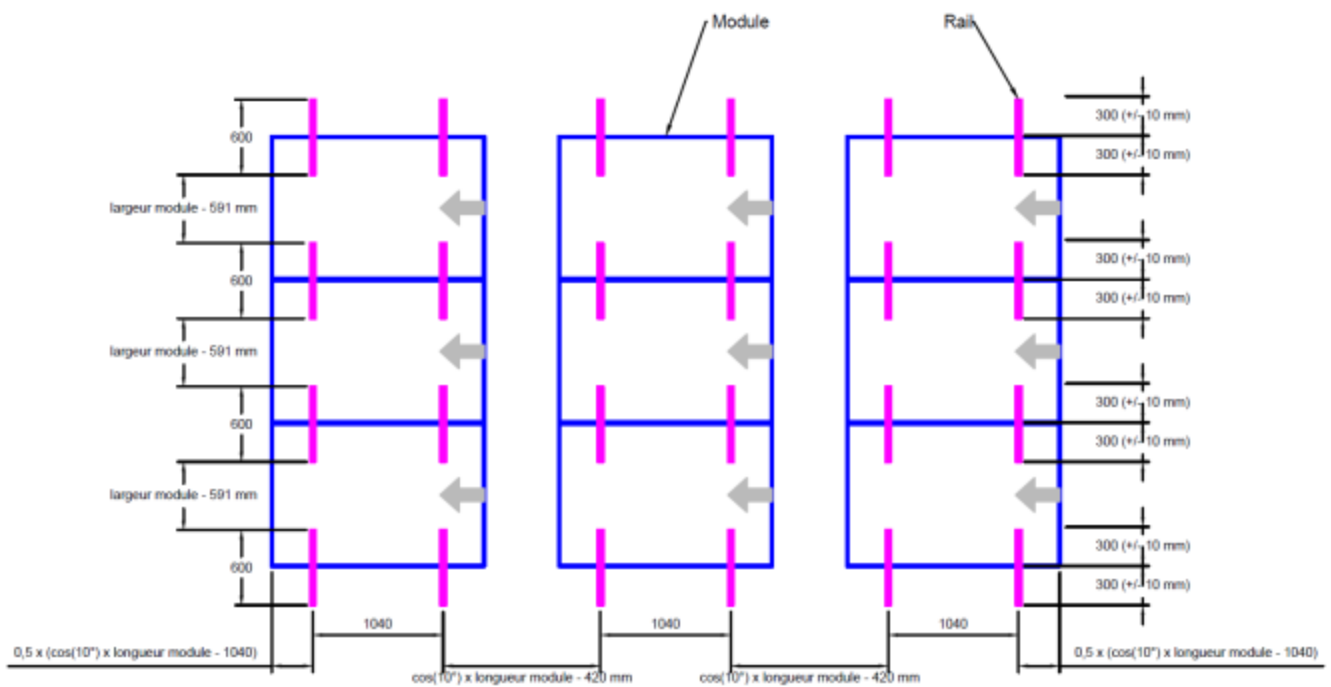 Module
Rail
600
300 (+/- 10 mm)
300 (+/- 10 mm)
largeur module - 591 mm
600
300 (+/- 10 mm)
300 (+/- 10 mm)
largeur module - 591 mm
600
300 (+/- 10 mm)
300 (+/- 10 mm)
largeur module - 591 mm
600
300 (+/- 10 mm)
300 (+/- 10 mm)
1040
1040
1040
0,5 x (cos(10°) x longueur module - 1040)
0,5 x (cos(10°) x longueur module - 1040)
cos(10°) x longueur module - 420 mm
cos(10°) x longueur module - 420 mm